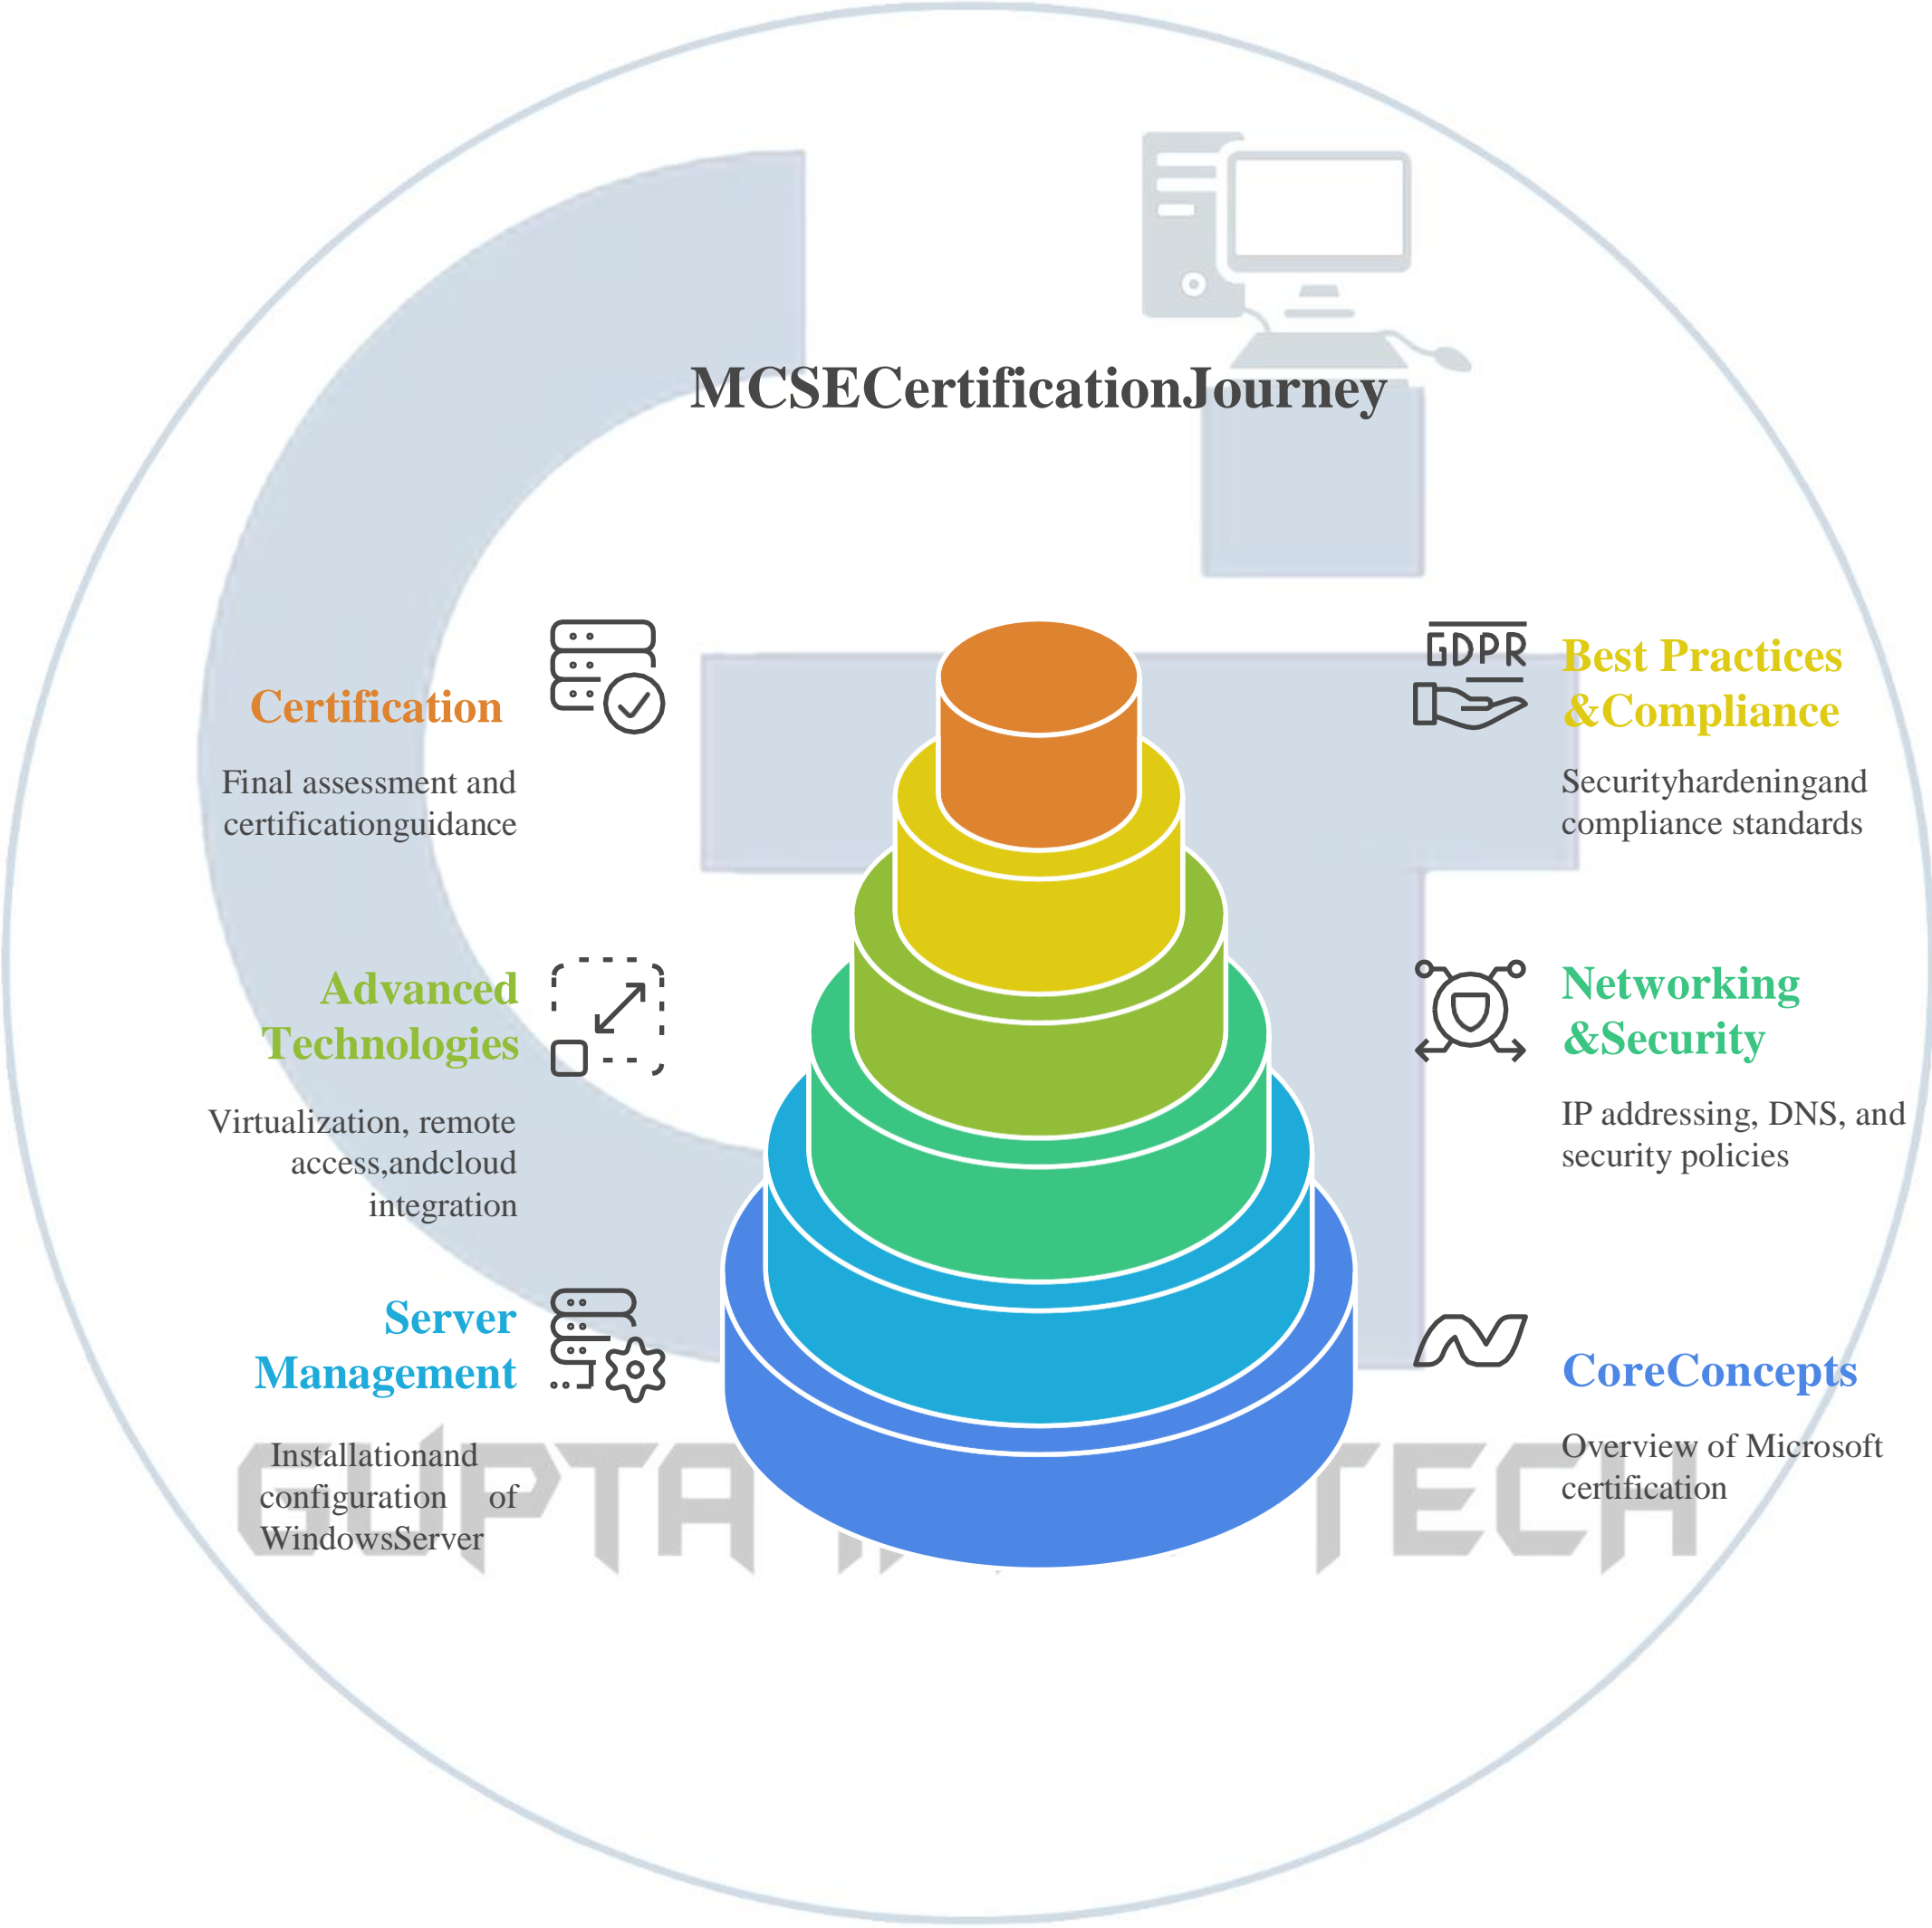 MCSECertificationJourney
Certification
Final assessment and
certificationguidance
GDPR
Best Practices
&Compliance
Securityhardeningand
compliance standards
Advanced
Technologies
Virtualization, remote
access,andcloud
integration
Networking
&Security
IP addressing, DNS, and
security policies
Server
Management
Installationand
configuration of
WindowsServer
CoreConcepts
Overview of Microsoft
certification
GUPTA TECH